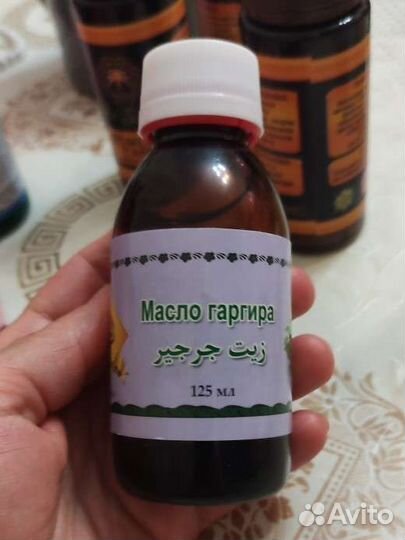 Масло гаргира
زيت جرجير
125 мл
Avito